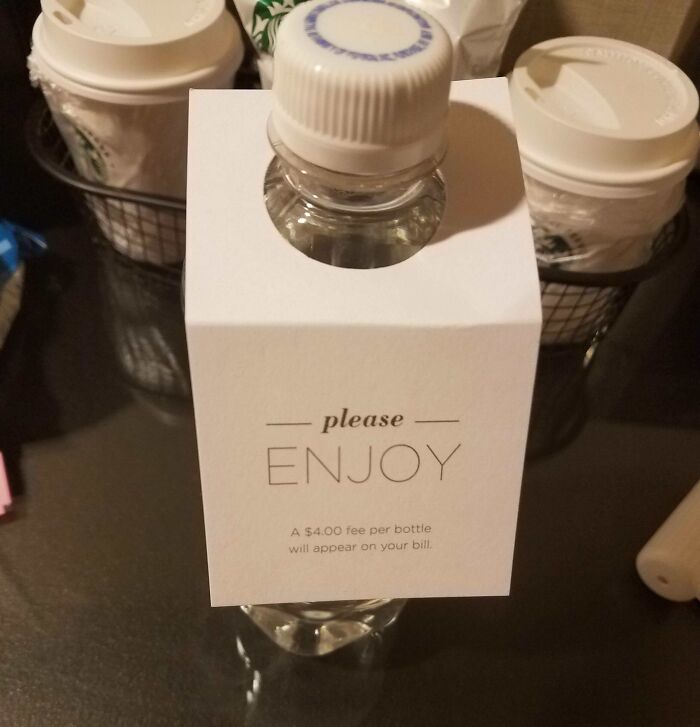 please
ENJOY
A $4.00 fee per bottle
will appear on your bill.